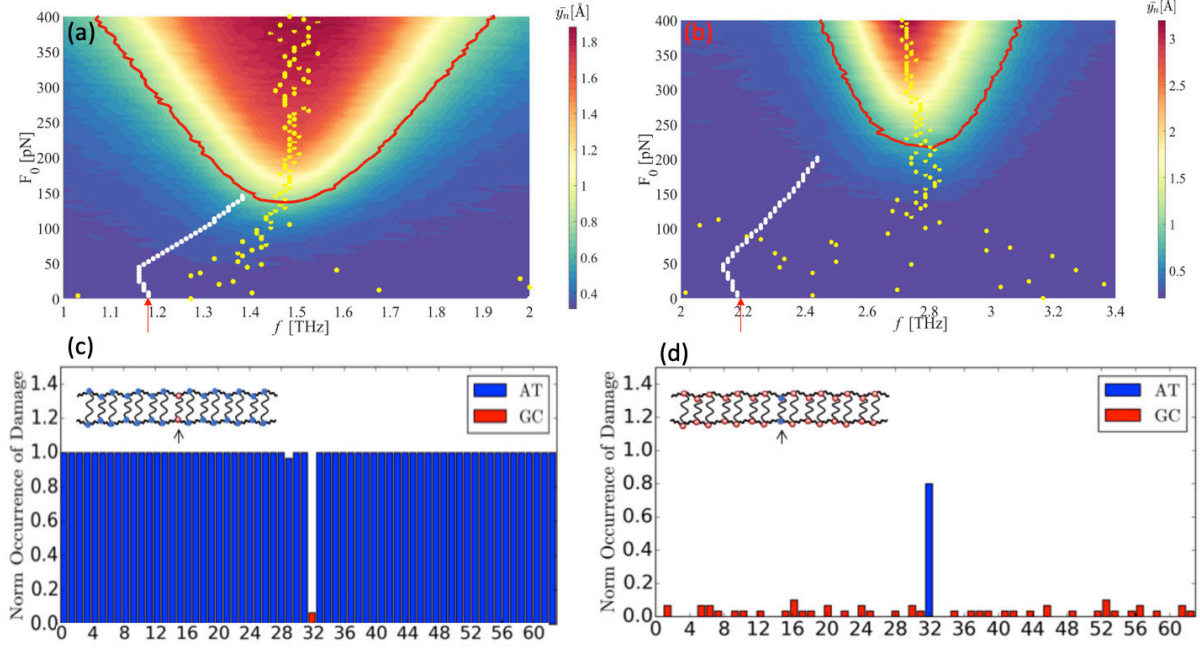 (a)
ȳₙ[Å]
400
350
300
250
200
150
100
50
0
F₀ [pN]
1 1.1 1.2 1.3 1.4 1.5 1.6 1.7 1.8 1.9 2
f [THz]
1.8
1.6
1.4
1.2
1
0.8
0.6
0.4
(b)
ȳₙ [Å]
400
350
300
250
200
150
100
50
0
F₀ [pN]
2 2.2 2.4 2.6 2.8 3 3.2 3.4
f [THz]
3
2.5
2
1.5
1
0.5
(c)
Norm Occurrence of Damage
1.4
1.2
1.0
0.8
0.6
0.4
0.2
0.0
AT
GC
0 4 8 12 16 20 24 28 32 36 40 44 48 52 56 60
(d)
Norm Occurrence of Damage
1.4
1.2
1.0
0.8
0.6
0.4
0.2
0.0
AT
GC
0 4 8 12 16 20 24 28 32 36 40 44 48 52 56 60